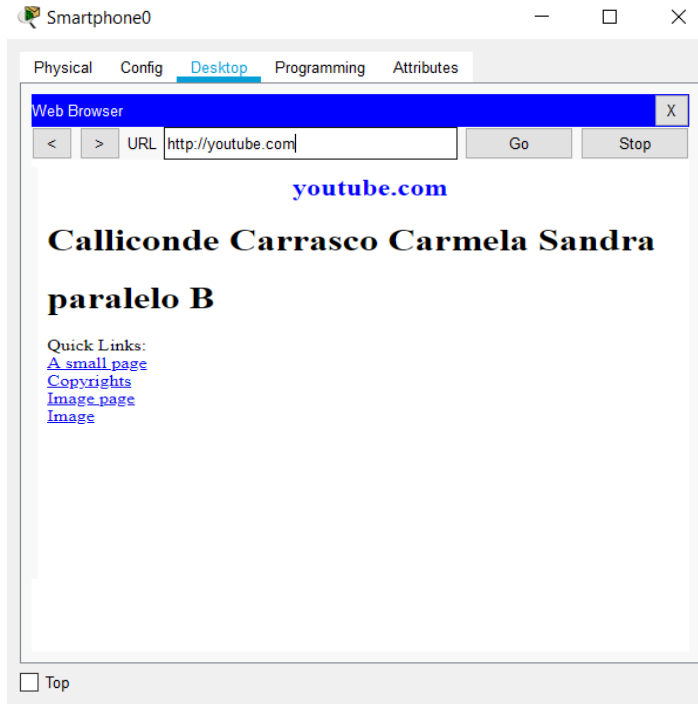 Smartphone0
Physical Config Desktop Programming Attributes
Web Browser X
< > URL http://youtube.com Go Stop
youtube.com
Calliconde Carrasco Carmela Sandra
paralelo B
Quick Links:
A small page
Copyrights
Image page
Image
Top